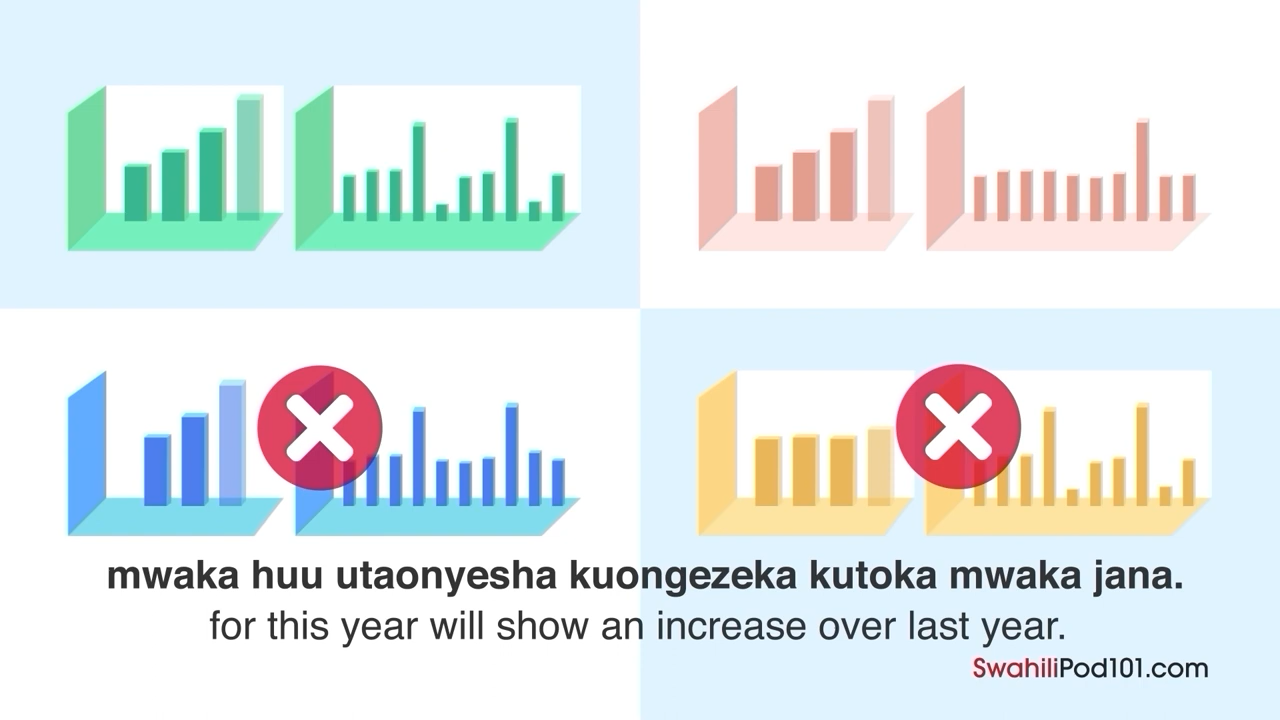 mwaka huu utaonyesha kuongezeka kutoka mwaka jana.
for this year will show an increase over last year.
SwahiliPod101.com